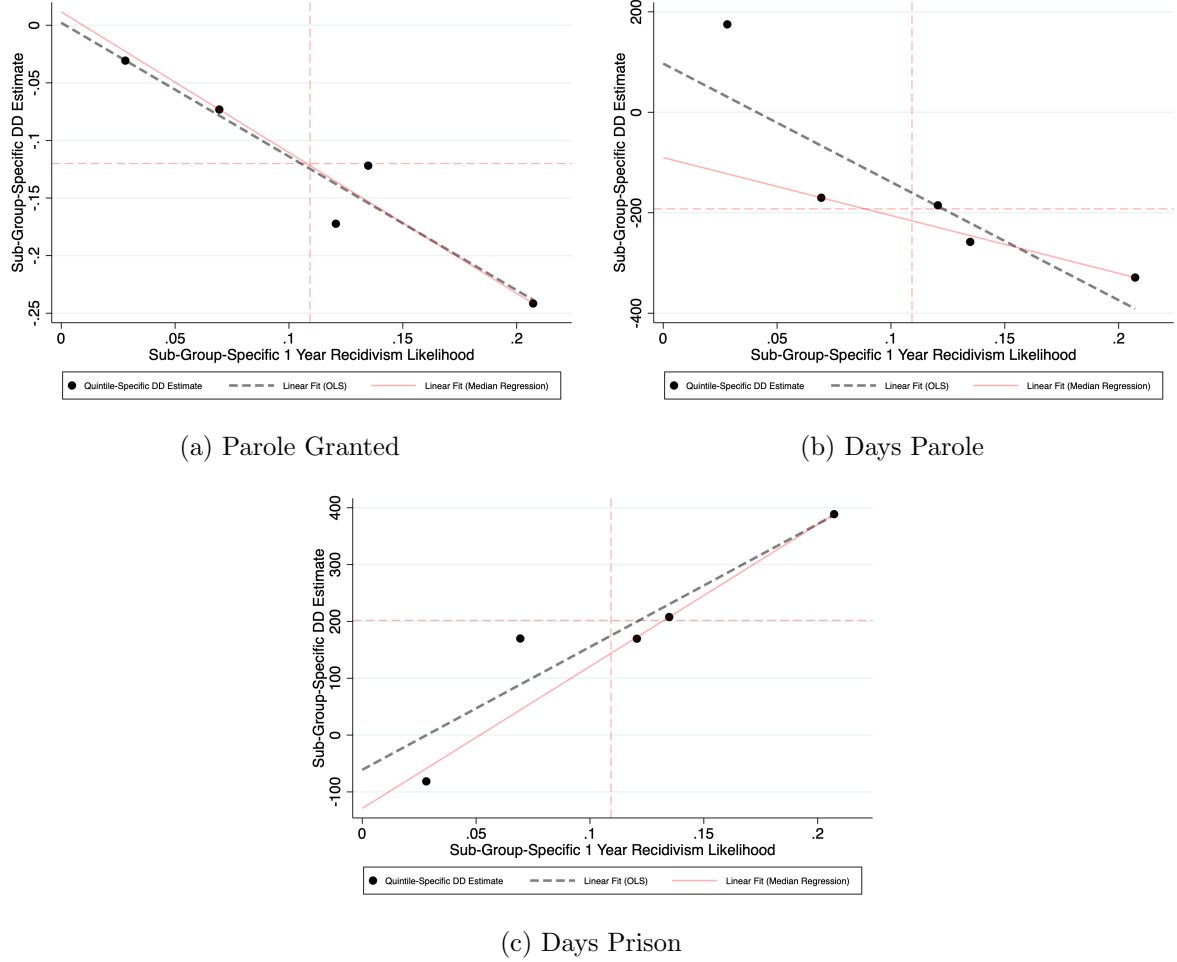 0
-.05
-.1
-.15
-.2
-.25
Sub-Group-Specific DD Estimate
0 .05 .1 .15 .2
Sub-Group-Specific 1 Year Recidivism Likelihood
Quintile-Specific DD Estimate Linear Fit (OLS) Linear Fit (Median Regression)
(a) Parole Granted
200
0
-200
-400
Sub-Group-Specific DD Estimate
0 .05 .1 .15 .2
Sub-Group-Specific 1 Year Recidivism Likelihood
Quintile-Specific DD Estimate Linear Fit (OLS) Linear Fit (Median Regression)
(b) Days Parole
400
300
200
100
0
-100
Sub-Group-Specific DD Estimate
0 .05 .1 .15 .2
Sub-Group-Specific 1 Year Recidivism Likelihood
Quintile-Specific DD Estimate Linear Fit (OLS) Linear Fit (Median Regression)
(c) Days Prison